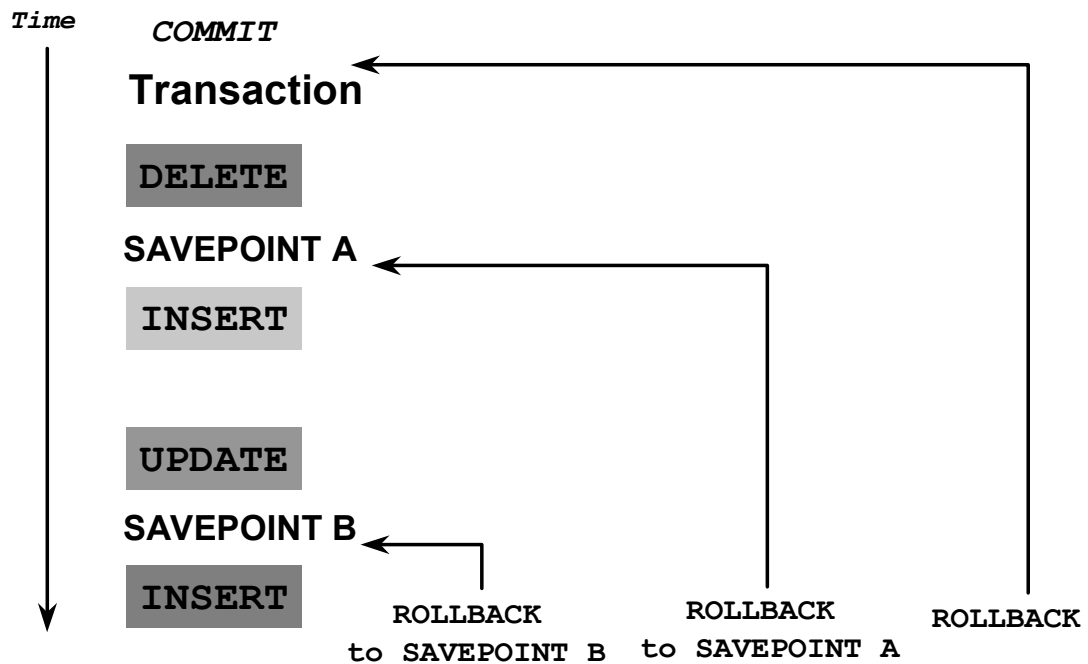 Time
COMMIT
Transaction
DELETE
SAVEPOINT A
INSERT
UPDATE
SAVEPOINT B
INSERT
ROLLBACK
to SAVEPOINT B
ROLLBACK
to SAVEPOINT A
ROLLBACK